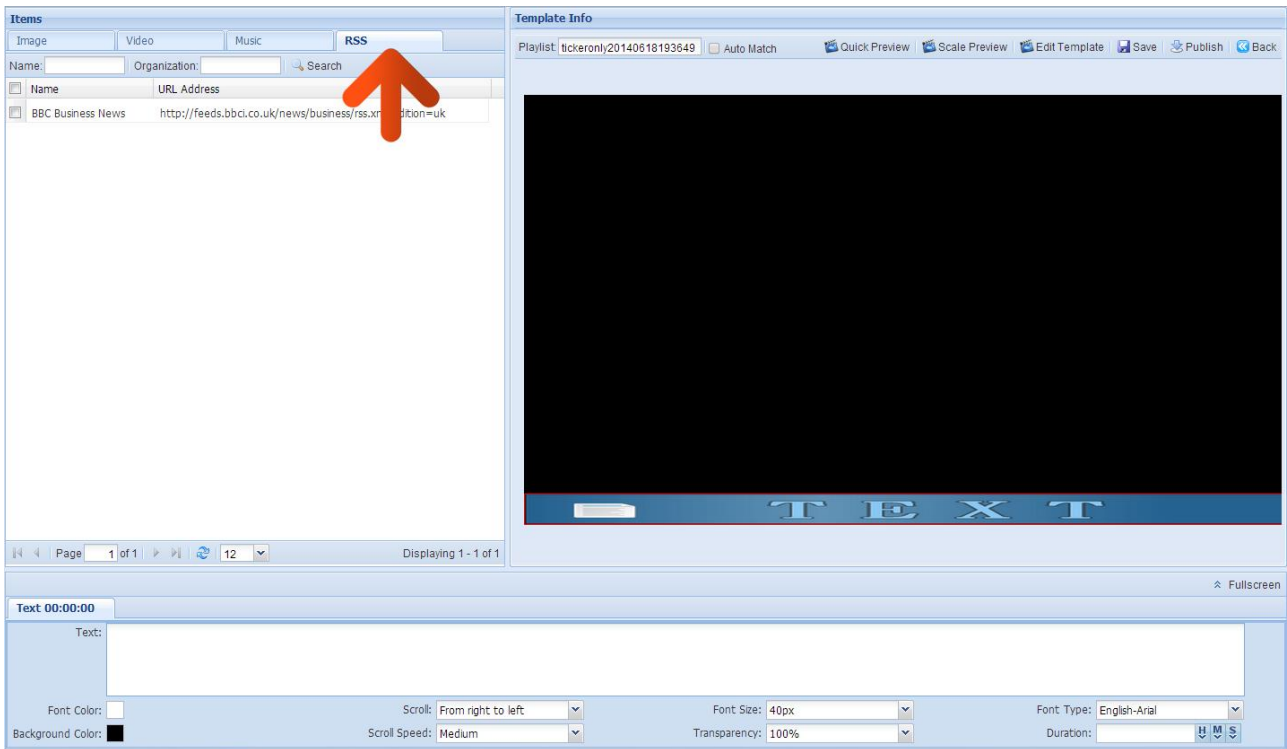 Items
Image Video Music RSS
Name: Organization: Search
Name URL Address
BBC Business News http://feeds.bbci.co.uk/news/business/rss.xm dition=uk
Page 1 of 1 12 Displaying 1 - 1 of 1
Template Info
Playlist: tickeronly20140618193649 Auto Match Quick Preview Scale Preview Edit Template Save Publish Back
TEXT
Fullscreen
Text 00:00:00
Text:
Font Color: Scroll: From right to left Font Size: 40px Font Type: English-Arial
Background Color: Scroll Speed: Medium Transparency: 100% Duration: H M S